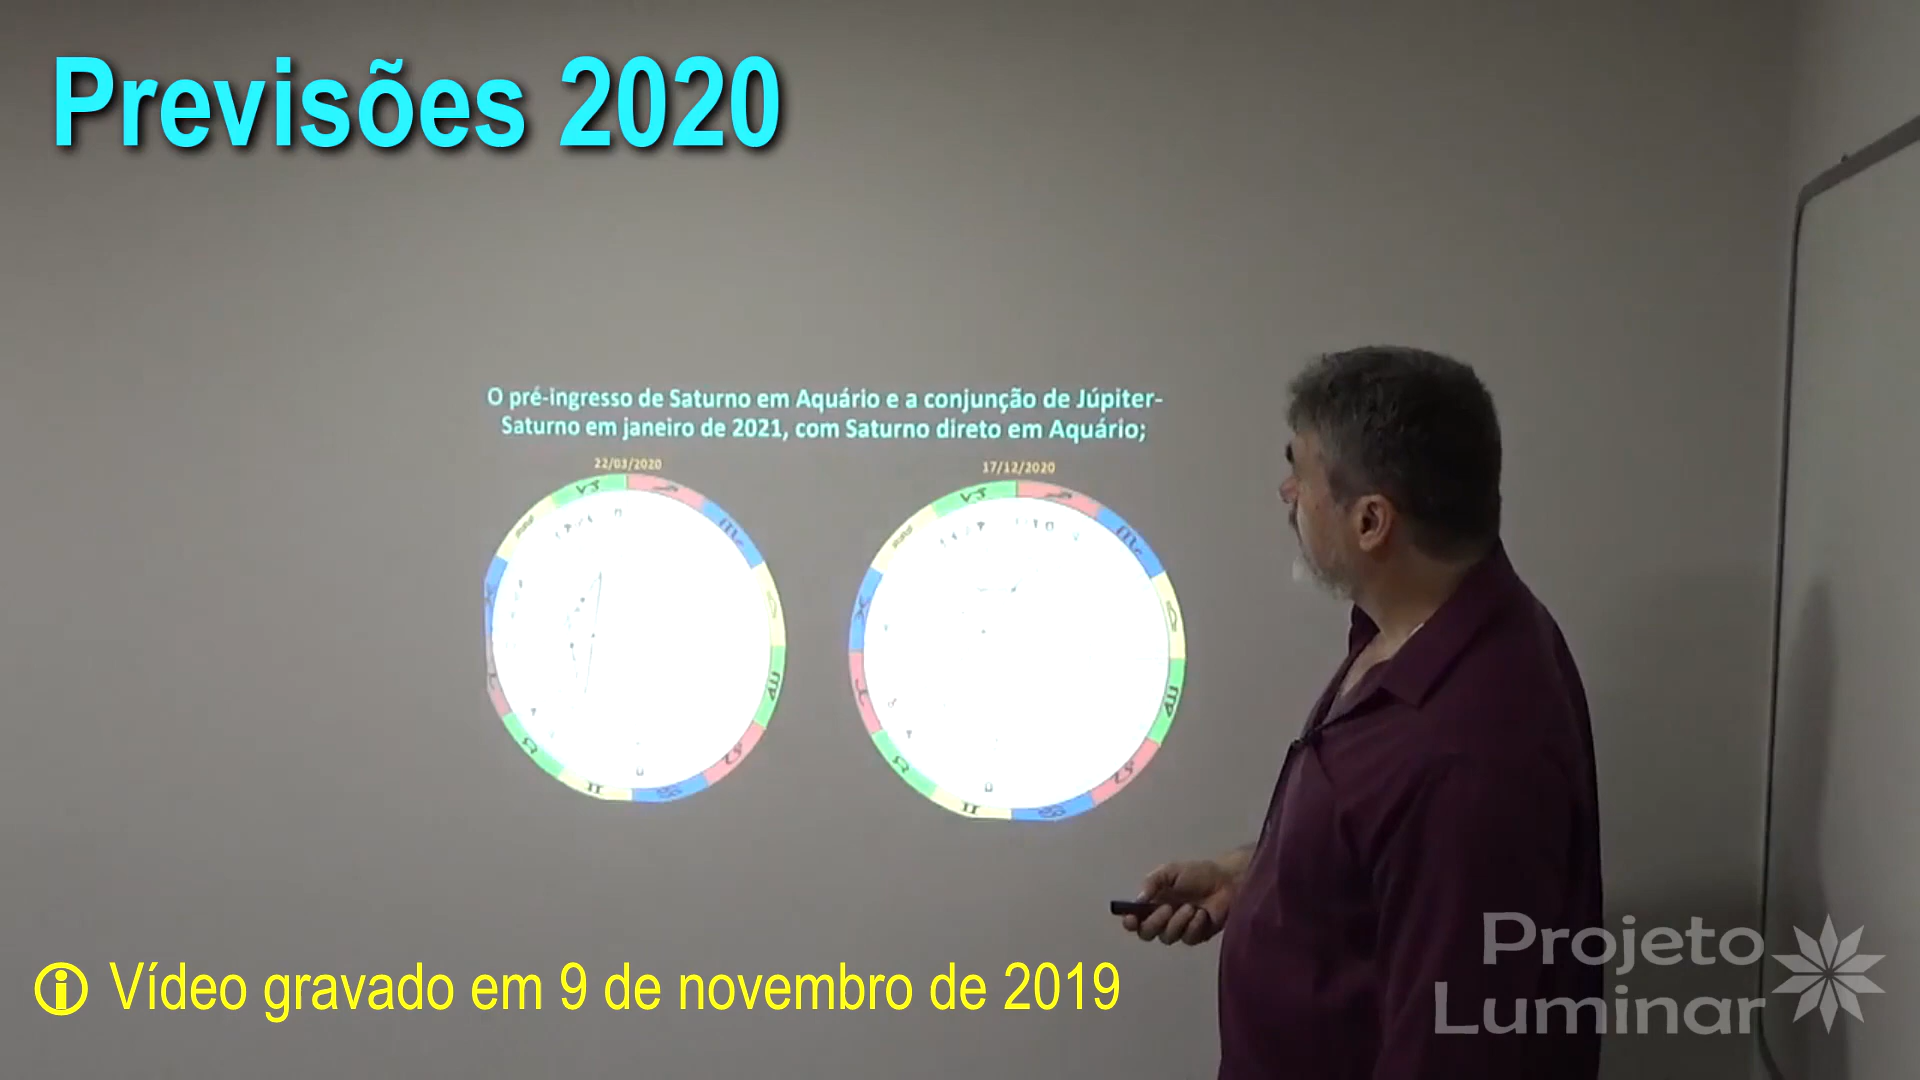 Previsões 2020
O pré-ingresso de Saturno em Aquário e a conjunção de Júpiter-
Saturno em janeiro de 2021, com Saturno direto em Aquário;
22/03/2020
17/12/2020
Vídeo gravado em 9 de novembro de 2019
Projeto
Luminar